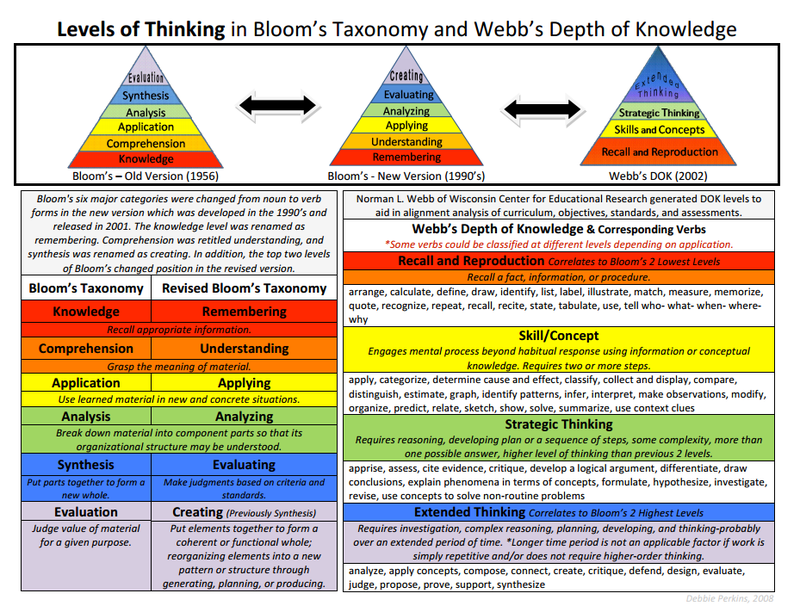 Levels of Thinking in Bloom's Taxonomy and Webb's Depth of Knowledge
Evaluation
Synthesis
Analysis
Application
Comprehension
Knowledge
Bloom's – Old Version (1956)
Creating
Evaluating
Analyzing
Applying
Understanding
Remembering
Bloom's - New Version (1990's)
Extended
Thinking
Strategic Thinking
Skills and Concepts
Recall and Reproduction
Webb's DOK (2002)
Bloom's six major categories were changed from noun to verb
forms in the new version which was developed in the 1990's and
released in 2001. The knowledge level was renamed as
remembering. Comprehension was retitled understanding, and
synthesis was renamed as creating. In addition, the top two levels
of Bloom's changed position in the revised version.
Bloom's Taxonomy
Revised Bloom's Taxonomy
Knowledge
Remembering
Recall appropriate information.
Comprehension
Understanding
Grasp the meaning of material.
Application
Applying
Use learned material in new and concrete situations.
Analysis
Analyzing
Break down material into component parts so that its
organizational structure may be understood.
Synthesis
Put parts together to form a
new whole.
Evaluating
Make judgments based on criteria and
standards.
Evaluation
Judge value of material
for a given purpose.
Creating (Previously Synthesis)
Put elements together to form a
coherent or functional whole;
reorganizing elements into a new
pattern or structure through
generating, planning, or producing.
Norman L. Webb of Wisconsin Center for Educational Research generated DOK levels to
aid in alignment analysis of curriculum, objectives, standards, and assessments.
Webb's Depth of Knowledge & Corresponding Verbs
*Some verbs could be classified at different levels depending on application.
Recall and Reproduction Correlates to Bloom's 2 Lowest Levels
Recall a fact, information, or procedure.
arrange, calculate, define, draw, identify, list, label, illustrate, match, measure, memorize,
quote, recognize, repeat, recall, recite, state, tabulate, use, tell who- what- when- where-
why
Skill/Concept
Engages mental process beyond habitual response using information or conceptual
knowledge. Requires two or more steps.
apply, categorize, determine cause and effect, classify, collect and display, compare,
distinguish, estimate, graph, identify patterns, infer, interpret, make observations, modify,
organize, predict, relate, sketch, show, solve, summarize, use context clues
Strategic Thinking
Requires reasoning, developing plan or a sequence of steps, some complexity, more than
one possible answer, higher level of thinking than previous 2 levels.
apprise, assess, cite evidence, critique, develop a logical argument, differentiate, draw
conclusions, explain phenomena in terms of concepts, formulate, hypothesize, investigate,
revise, use concepts to solve non-routine problems
Extended Thinking Correlates to Bloom's 2 Highest Levels
Requires investigation, complex reasoning, planning, developing, and thinking-probably
over an extended period of time. *Longer time period is not an applicable factor if work is
simply repetitive and/or does not require higher-order thinking.
analyze, apply concepts, compose, connect, create, critique, defend, design, evaluate,
judge, propose, prove, support, synthesize
Debbie Perkins, 2008